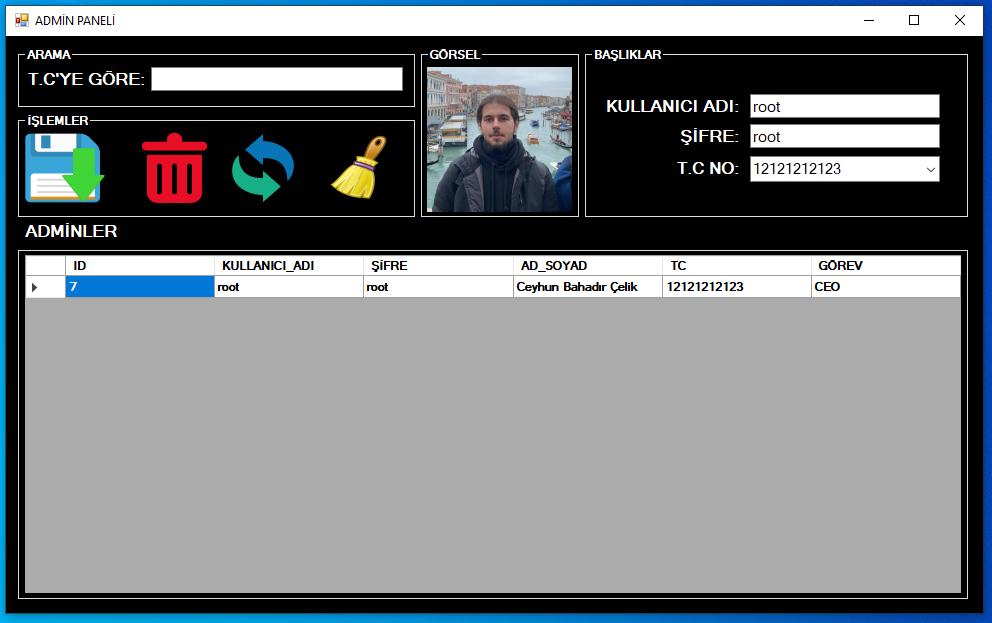 ADMİN PANELİ
ARAMA
T.C'YE GÖRE:
İŞLEMLER
GÖRSEL
BAŞLIKLAR
KULLANICI ADI: root
ŞİFRE: root
T.C NO: 12121212123
ADMİNLER
ID KULLANICI_ADI ŞİFRE AD_SOYAD TC GÖREV
7 root root Ceyhun Bahadır Çelik 12121212123 CEO